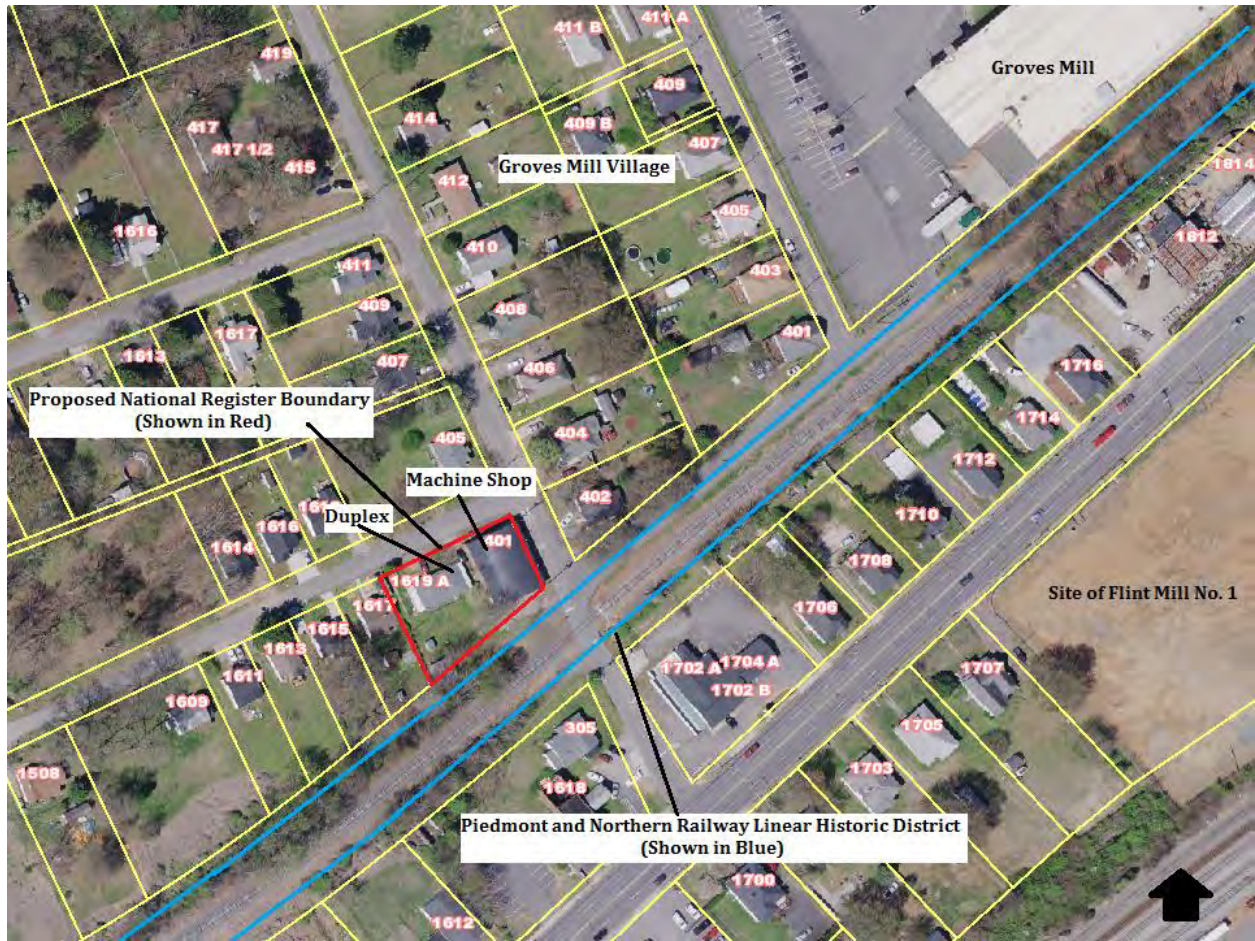 419
411 B
411 A
Groves Mill
409
417
417 1/2
414
409 B
407
415
Groves Mill Village
1814
412
405
1616
1812
410
411
403
409
408
1617
401
1613
407
406
1716
Proposed National Register Boundary
(Shown in Red)
1714
405
404
1712
Machine Shop
402
1710
Duplex
1616
401
1614
1708
1619 A
Site of Flint Mill No. 1
1617
1706
1615
1613
1702 A
1704 A
1707
1611
1702 B
1609
1705
305
1703
1508
1618
Piedmont and Northern Railway Linear Historic District
(Shown in Blue)
1700
1612